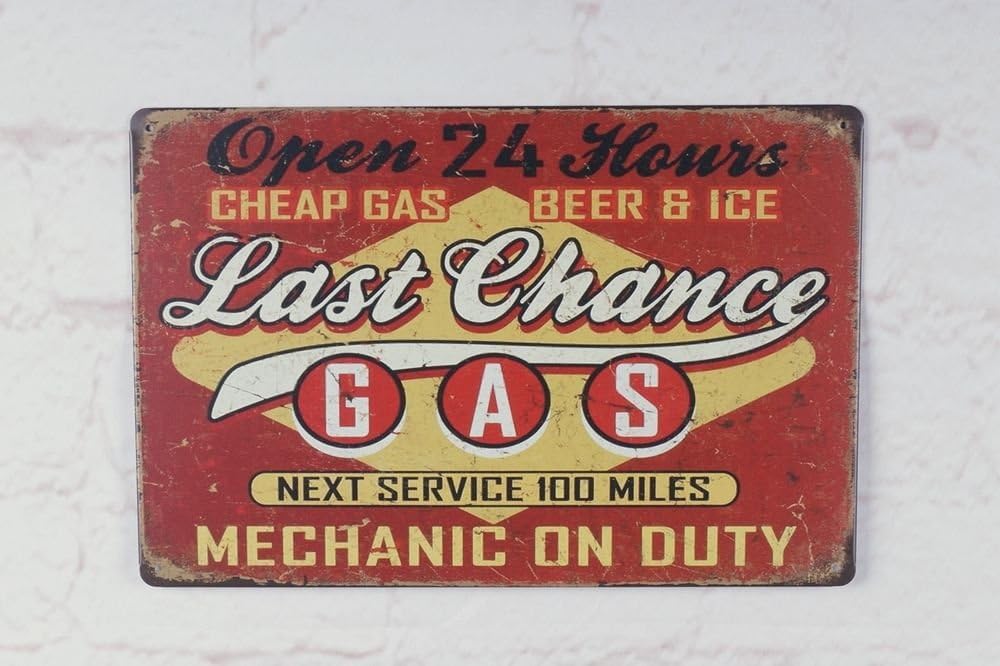 Open 24 Hours
CHEAP GAS BEER & ICE
Last Chance
GAS
NEXT SERVICE 100 MILES
MECHANIC ON DUTY